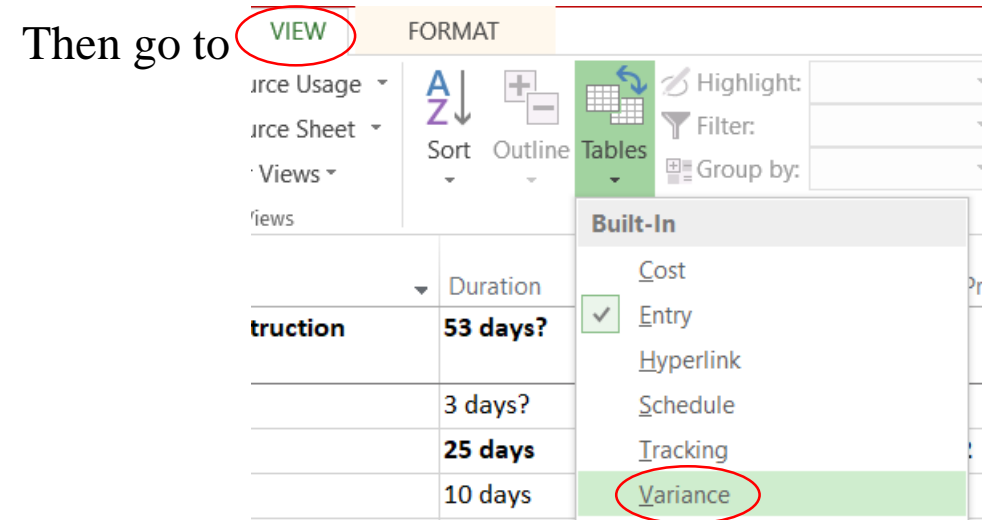 Then go to VIEW FORMAT
urce Usage
urce Sheet
Views
iews
Sort Outline Tables
Highlight:
Filter:
Group by:
Built-In
Cost
Entry
Hyperlink
Schedule
Tracking
Variance
Duration
truction 53 days?
3 days?
25 days
10 days